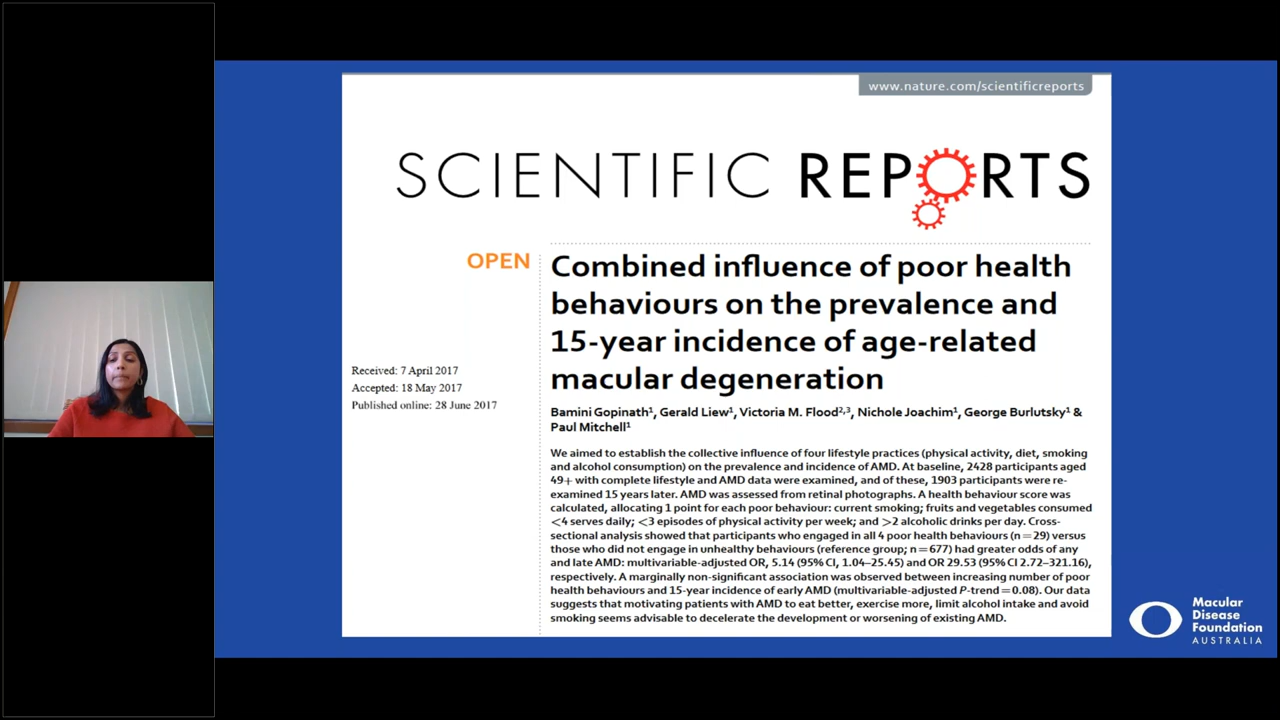 www.nature.com/scientificreports
SCIENTIFIC REPORTS
OPEN
Combined influence of poor health
behaviours on the prevalence and
15-year incidence of age-related
macular degeneration
Received: 7 April 2017
Accepted: 18 May 2017
Published online: 28 June 2017
Bamini Gopinath¹, Gerald Liew¹, Victoria M. Flood²,³, Nichole Joachim¹, George Burlutsky¹ &
Paul Mitchell¹
We aimed to establish the collective influence of four lifestyle practices (physical activity, diet, smoking
and alcohol consumption) on the prevalence and incidence of AMD. At baseline, 2428 participants aged
49+ with complete lifestyle and AMD data were examined, and of these, 1903 participants were re-
examined 15 years later. AMD was assessed from retinal photographs. A health behaviour score was
calculated, allocating 1 point for each poor behaviour: current smoking; fruits and vegetables consumed
<4 serves daily; <3 episodes of physical activity per week; and >2 alcoholic drinks per day. Cross-
sectional analysis showed that participants who engaged in all 4 poor health behaviours (n = 29) versus
those who did not engage in unhealthy behaviours (reference group; n = 677) had greater odds of any
and late AMD: multivariable-adjusted OR, 5.14 (95% CI, 1.04–25.45) and OR 29.53 (95% CI 2.72–321.16),
respectively. A marginally non-significant association was observed between increasing number of poor
health behaviours and 15-year incidence of early AMD (multivariable-adjusted P-trend = 0.08). Our data
suggests that motivating patients with AMD to eat better, exercise more, limit alcohol intake and avoid
smoking seems advisable to decelerate the development or worsening of existing AMD.
Macular
Disease
Foundation
AUSTRALIA